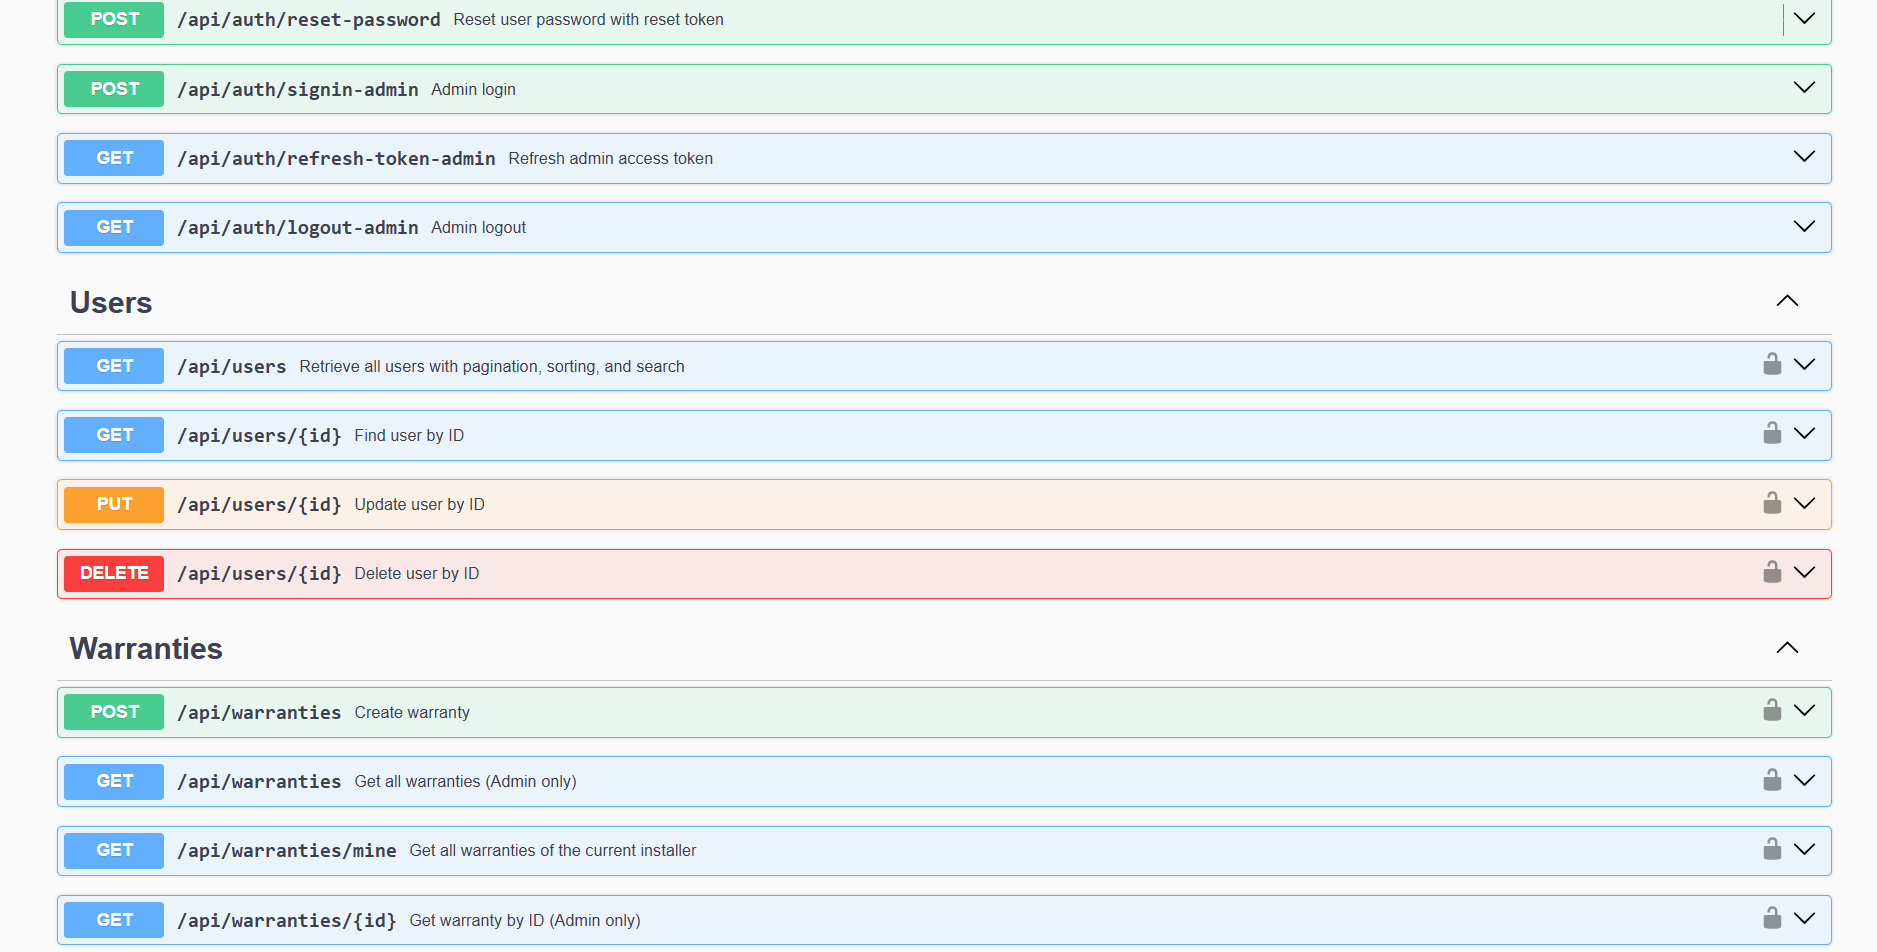 POST /api/auth/reset-password Reset user password with reset token
POST /api/auth/signin-admin Admin login
GET /api/auth/refresh-token-admin Refresh admin access token
GET /api/auth/logout-admin Admin logout
Users
GET /api/users Retrieve all users with pagination, sorting, and search
GET /api/users/{id} Find user by ID
PUT /api/users/{id} Update user by ID
DELETE /api/users/{id} Delete user by ID
Warranties
POST /api/warranties Create warranty
GET /api/warranties Get all warranties (Admin only)
GET /api/warranties/mine Get all warranties of the current installer
GET /api/warranties/{id} Get warranty by ID (Admin only)